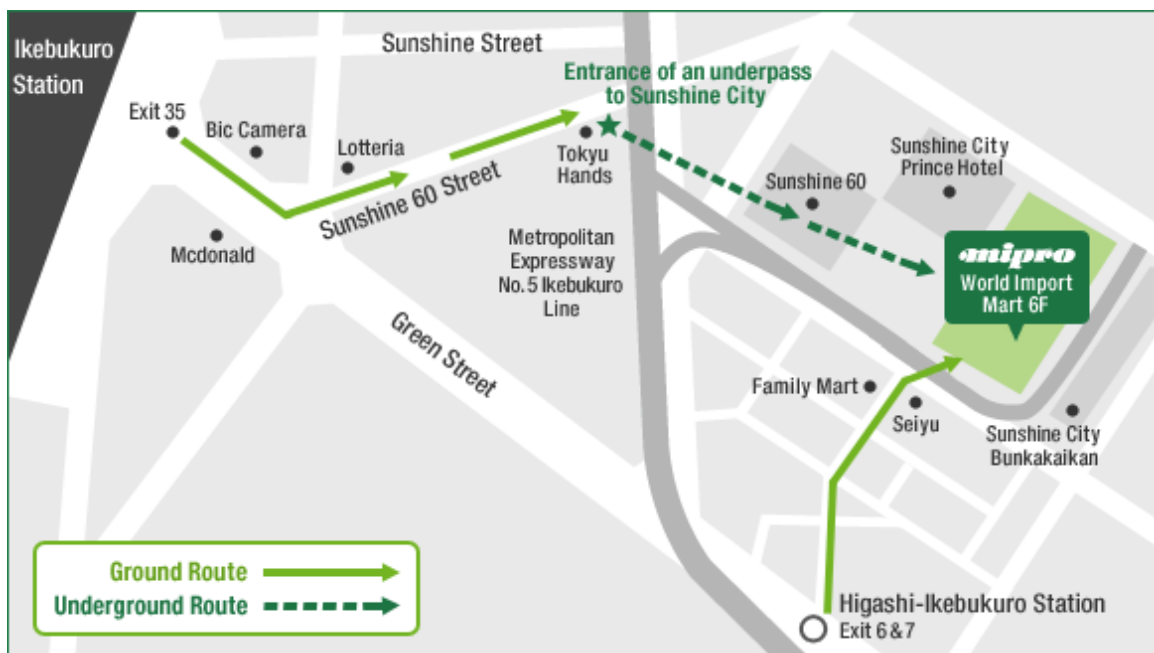 Ikebukuro
Station
Sunshine Street
Entrance of an underpass
to Sunshine City
Exit 35
Bic Camera
Lotteria
Tokyu
Hands
Sunshine City
Prince Hotel
Sunshine 60
Sunshine 60 Street
Mcdonald
Metropolitan
Expressway
No. 5 Ikebukuro
Line
mipro
World Import
Mart 6F
Green Street
Family Mart
Seiyu
Sunshine City
Bunkakaikan
Ground Route
Underground Route
Higashi-Ikebukuro Station
Exit 6 & 7